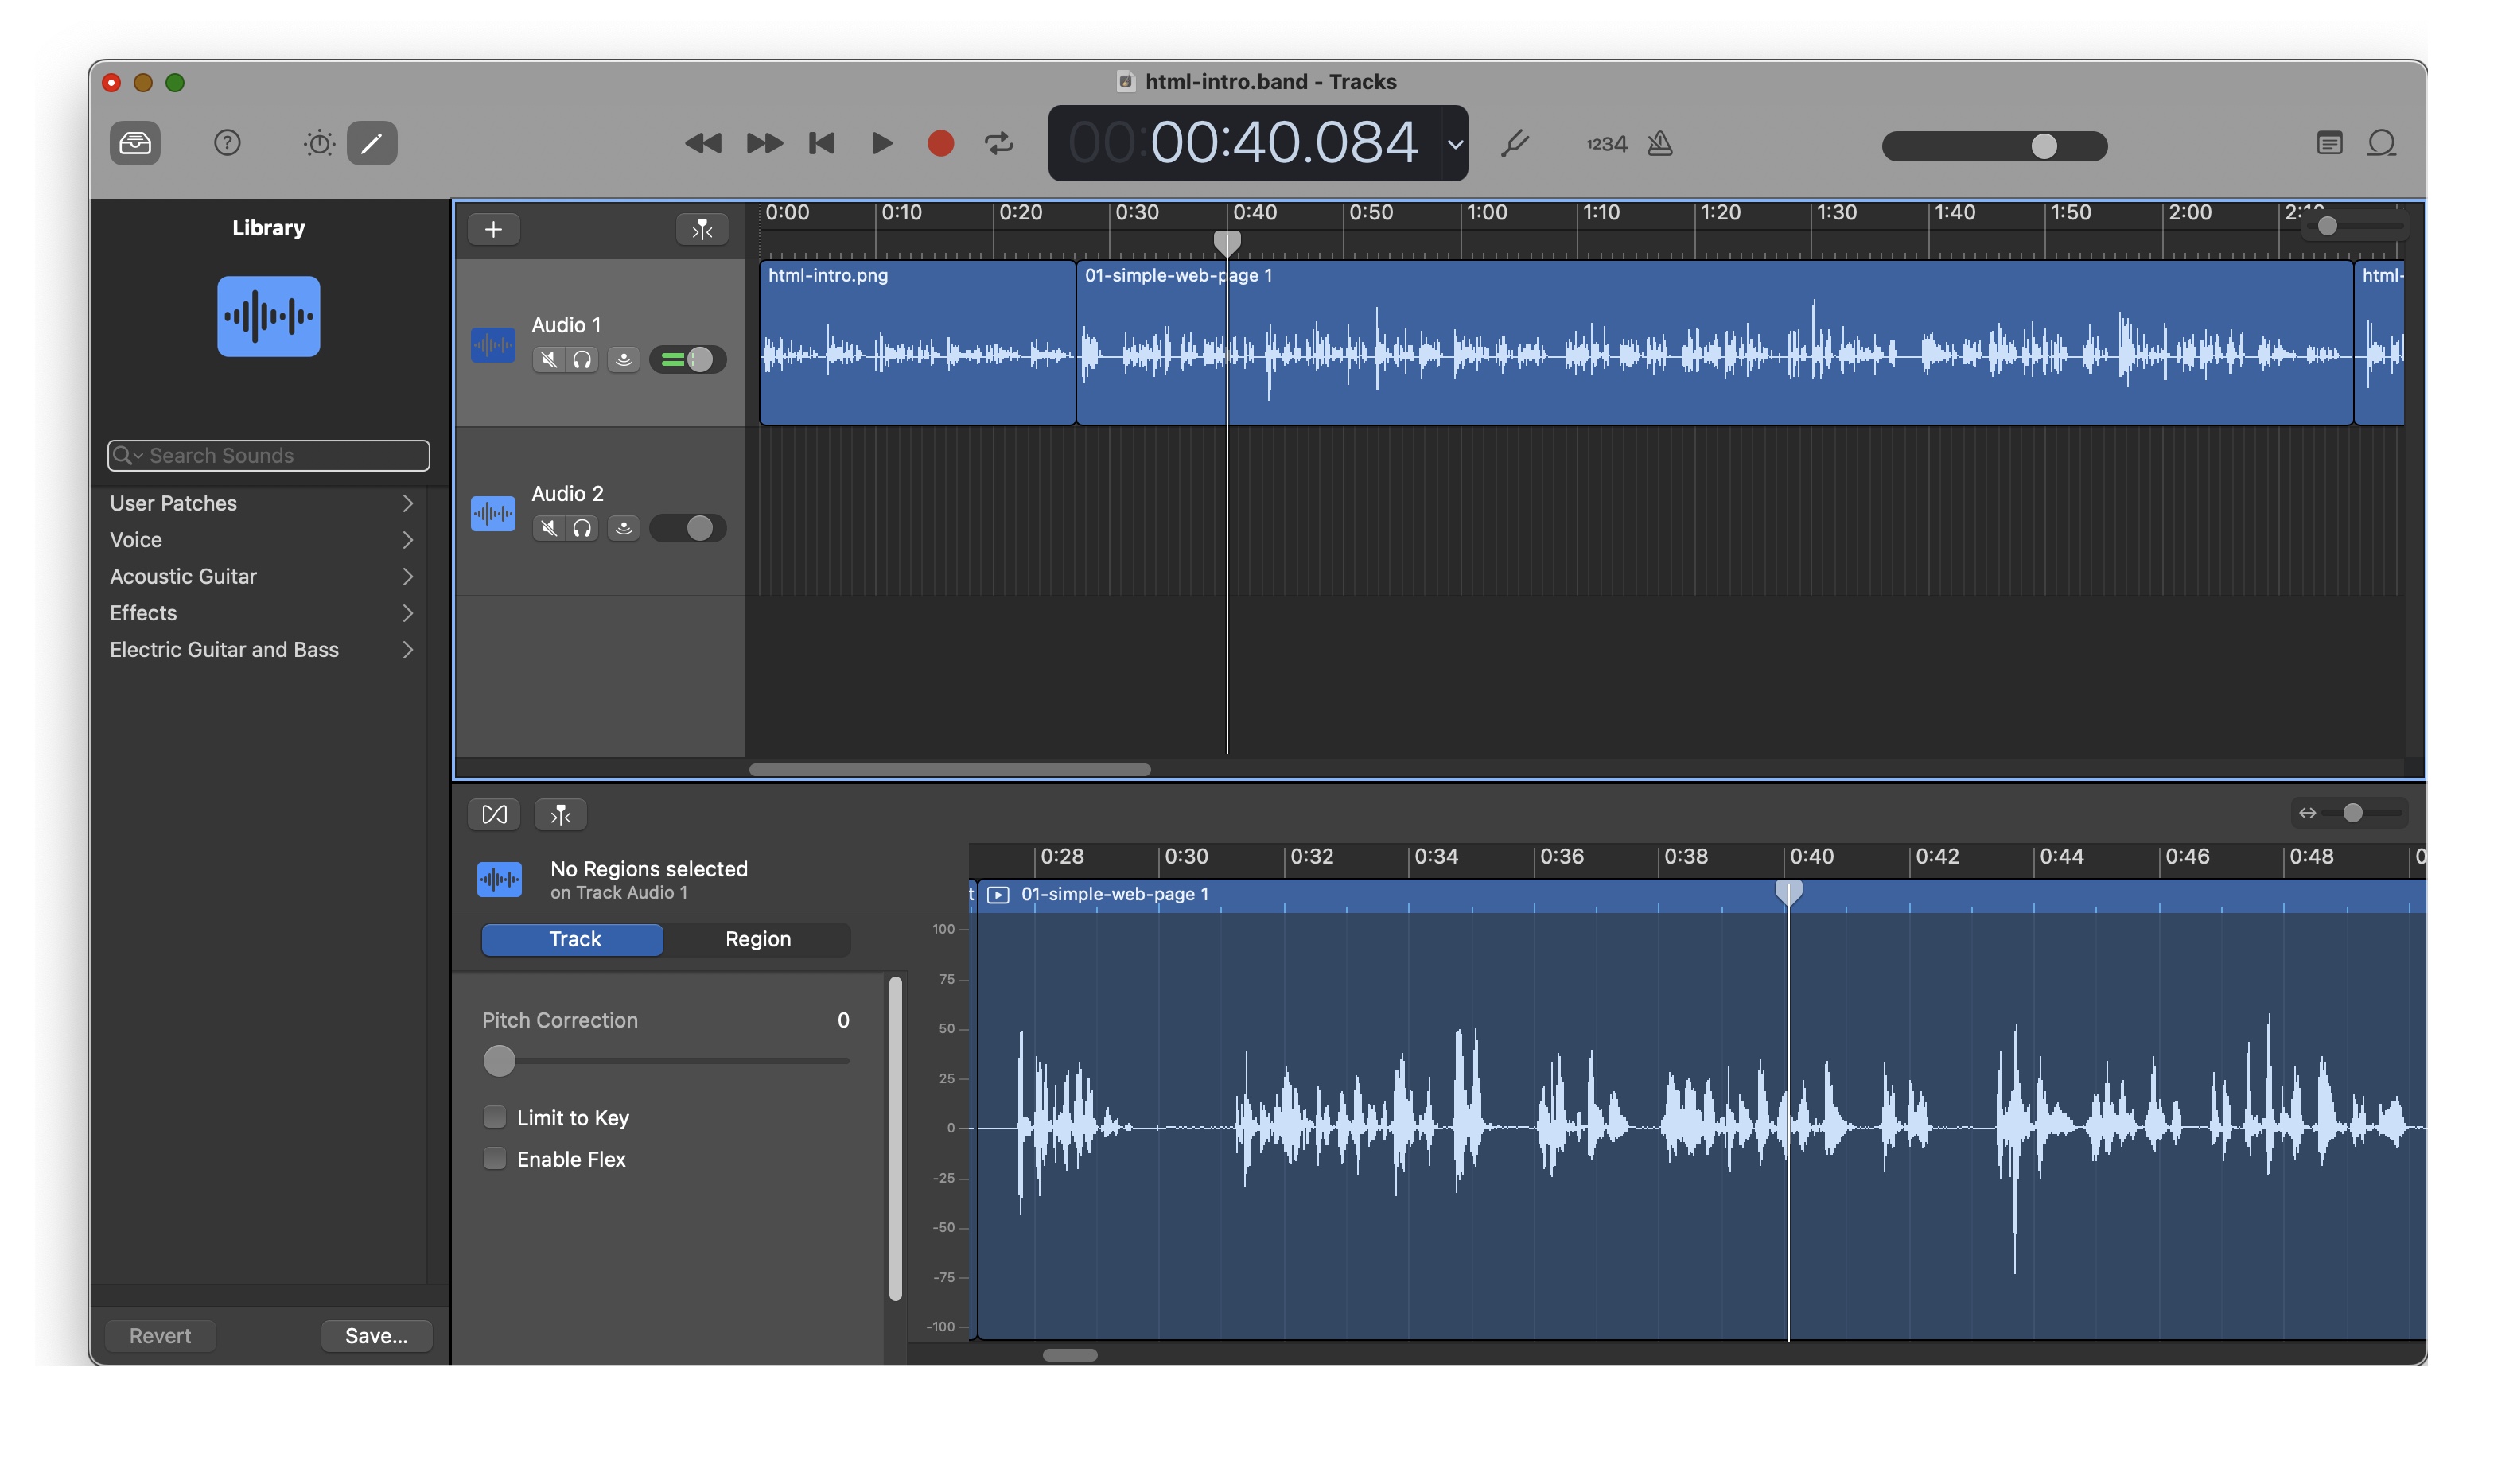 html-intro.band - Tracks
00:00:40.084
1234
Library
Search Sounds
User Patches
Voice
Acoustic Guitar
Effects
Electric Guitar and Bass
Revert
Save...
0:00 0:10 0:20 0:30 0:40 0:50 1:00 1:10 1:20 1:30 1:40 1:50 2:00
html-intro.png
01-simple-web-page 1
html-
Audio 1
Audio 2
No Regions selected
on Track Audio 1
Track Region
Pitch Correction 0
Limit to Key
Enable Flex
0:28 0:30 0:32 0:34 0:36 0:38 0:40 0:42 0:44 0:46 0:48 0
t 01-simple-web-page 1
100
75
50
25
0
-25
-50
-75
-100